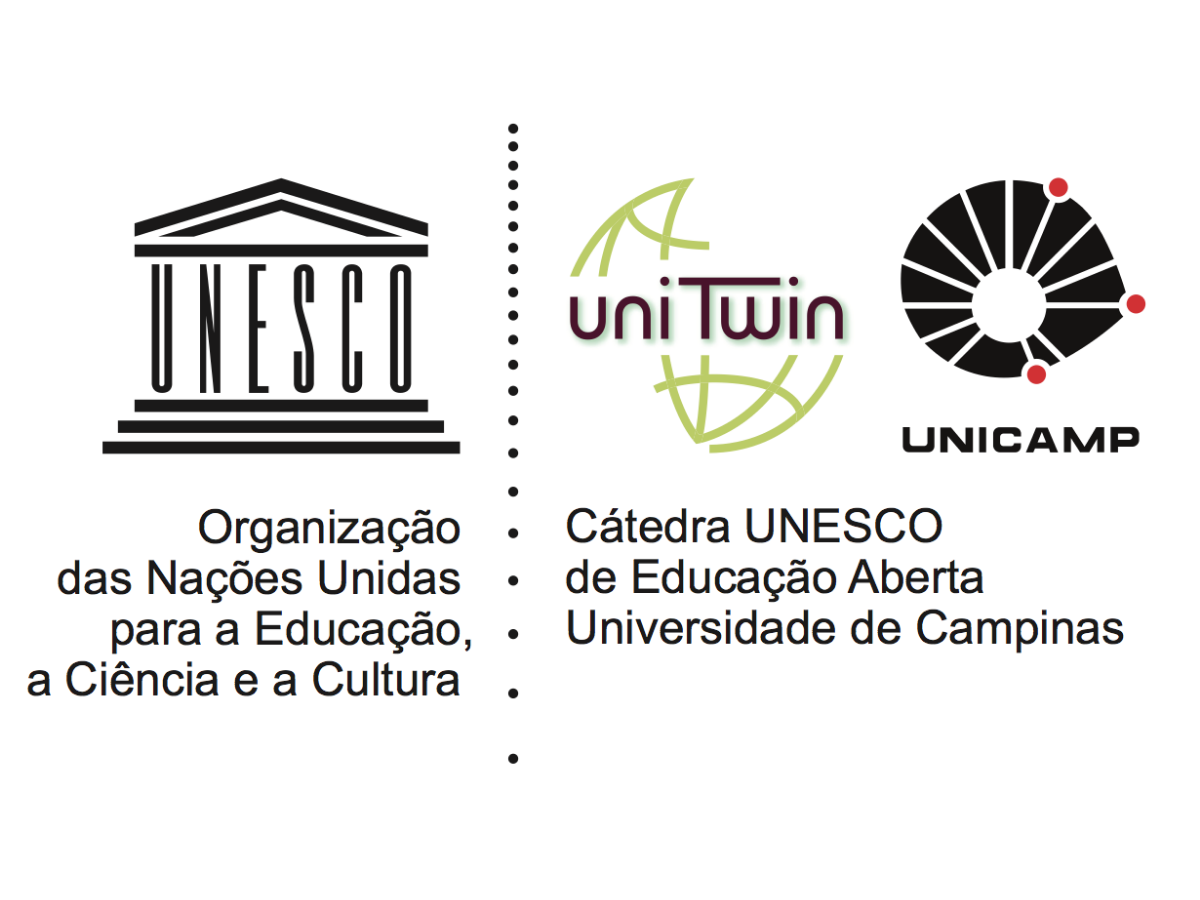 UNESCO
Organização
das Nações Unidas
para a Educação,
a Ciência e a Cultura
uniTwin
UNICAMP
Cátedra UNESCO
de Educação Aberta
Universidade de Campinas